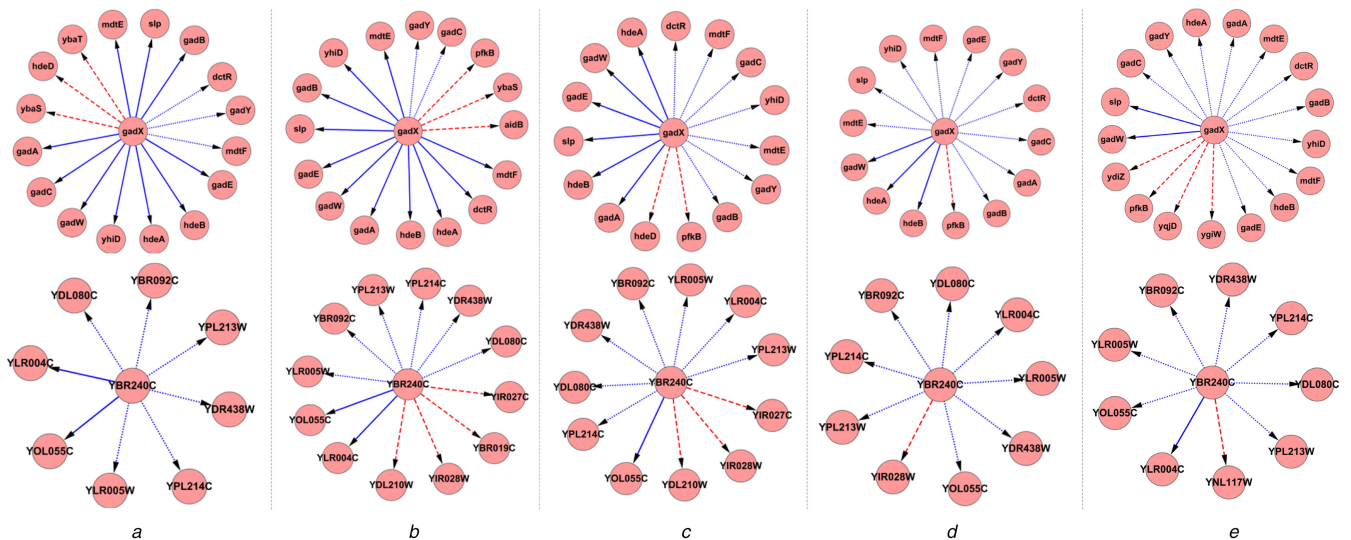 mdtE
slp
gadB
dctR
gadY
mdtF
gadE
hdeB
hdeA
yhiD
gadW
gadC
gadA
ybaS
hdeD
ybaT
gadX
gadY
gadC
pfkB
ybaS
aidB
mdtF
dctR
hdeA
hdeB
gadA
gadW
gadE
slp
gadB
yhiD
mdtE
gadX
dctR
mdtF
gadC
yhiD
mdtE
gadY
gadB
pfkB
hdeD
gadA
hdeB
slp
gadE
gadW
hdeA
gadX
mdtF
gadE
gadY
dctR
gadC
gadA
gadB
pfkB
hdeB
hdeA
gadW
mdtE
slp
yhiD
gadX
hdeA
gadA
mdtE
dctR
gadB
yhiD
mdtF
hdeB
gadE
ygiW
yqjD
pfkB
ydiZ
gadW
slp
gadC
gadY
gadX
YBR092C
YPL213W
YDR438W
YPL214C
YLR005W
YOL055C
YLR004C
YDL080C
YBR240C
YPL213W
YPL214C
YDR438W
YDL080C
YIR027C
YBR019C
YIR028W
YDL210W
YLR004C
YOL055C
YLR005W
YBR092C
YBR240C
YBR092C
YLR005W
YLR004C
YPL213W
YIR027C
YIR028W
YDL210W
YOL055C
YPL214C
YDL080C
YDR438W
YBR240C
YBR092C
YDL080C
YLR004C
YLR005W
YDR438W
YOL055C
YIR028W
YPL213W
YPL214C
YBR240C
YBR092C
YDR438W
YPL214C
YDL080C
YPL213W
YNL117W
YLR004C
YOL055C
YLR005W
YBR240C
a
b
c
d
e